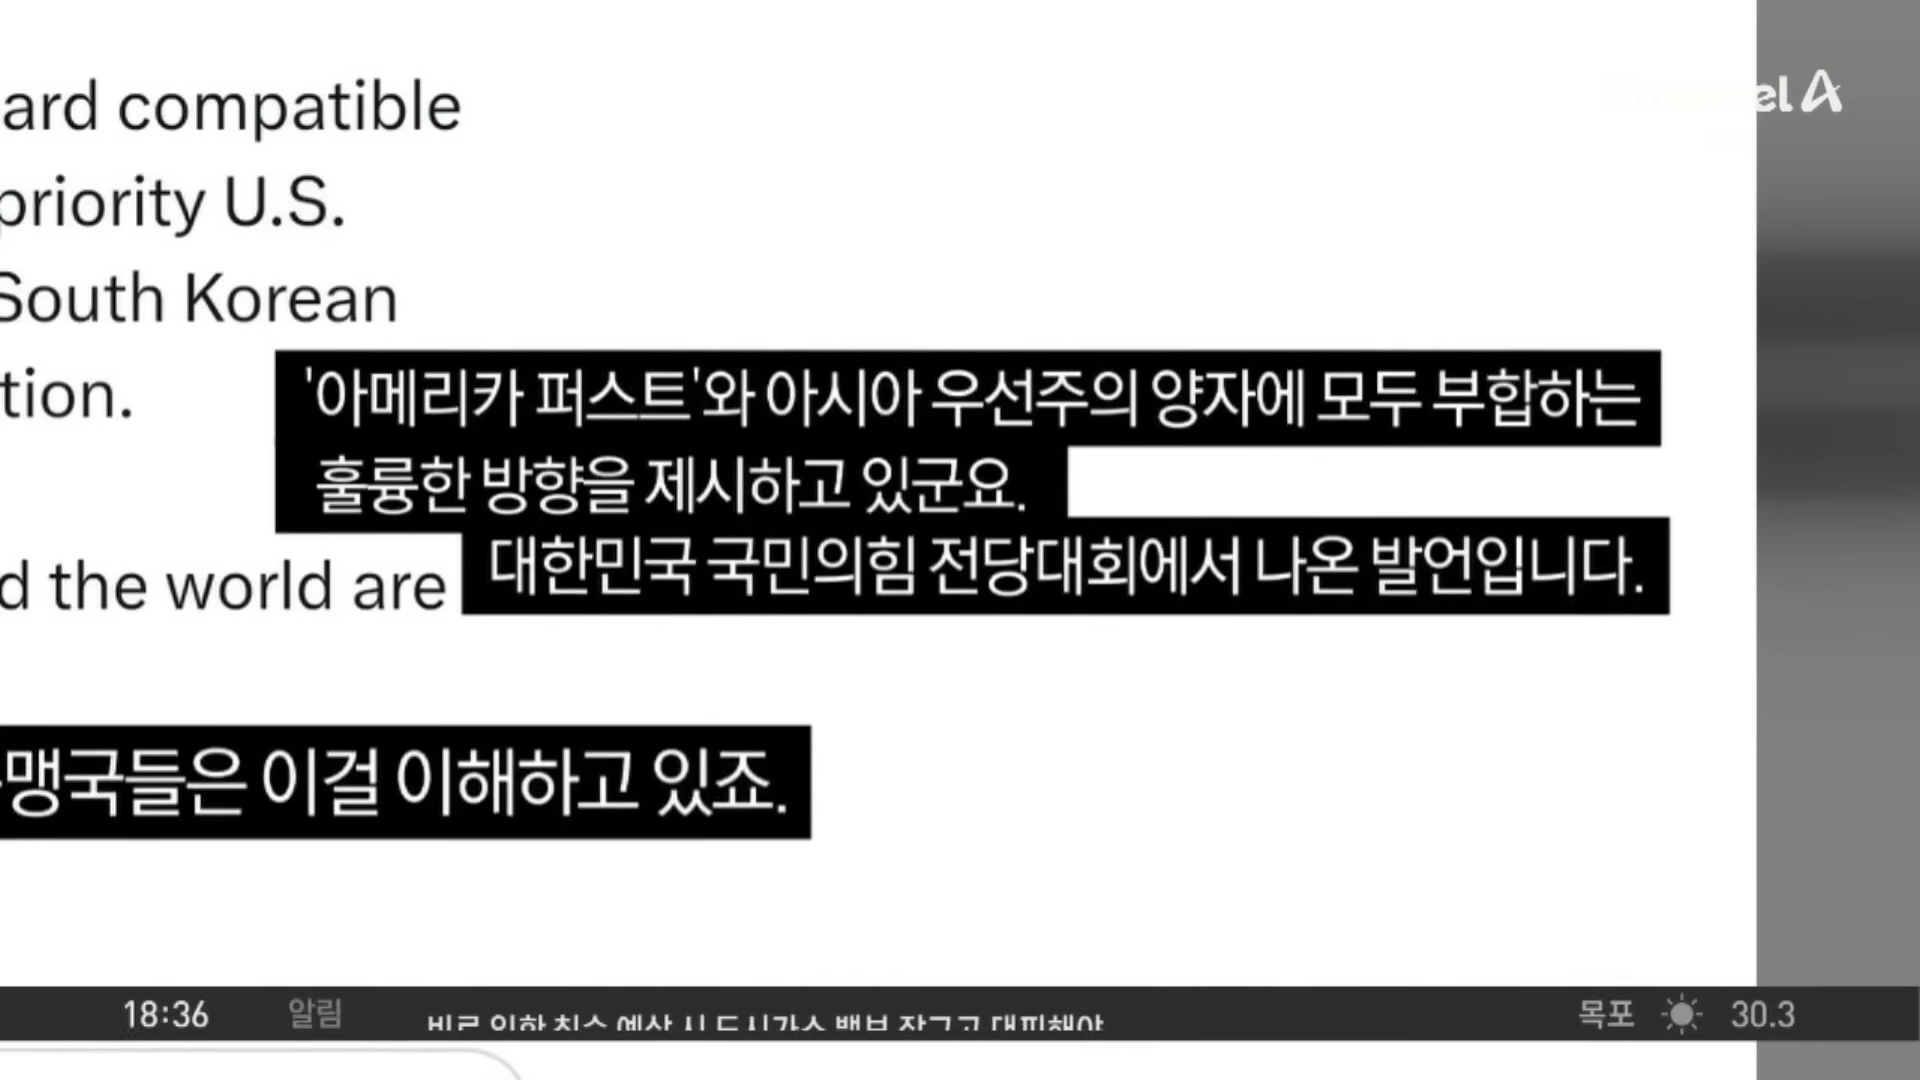 el A
ard compatible
priority U.S.
South Korean
tion.
'아메리카 퍼스트'와 아시아 우선주의 양자에 모두 부합하는
훌륭한 방향을 제시하고 있군요.
대한민국 국민의힘 전당대회에서 나온 발언입니다.
d the world are
맹국들은 이걸 이해하고 있죠.
18:36 알림
목포 30.3